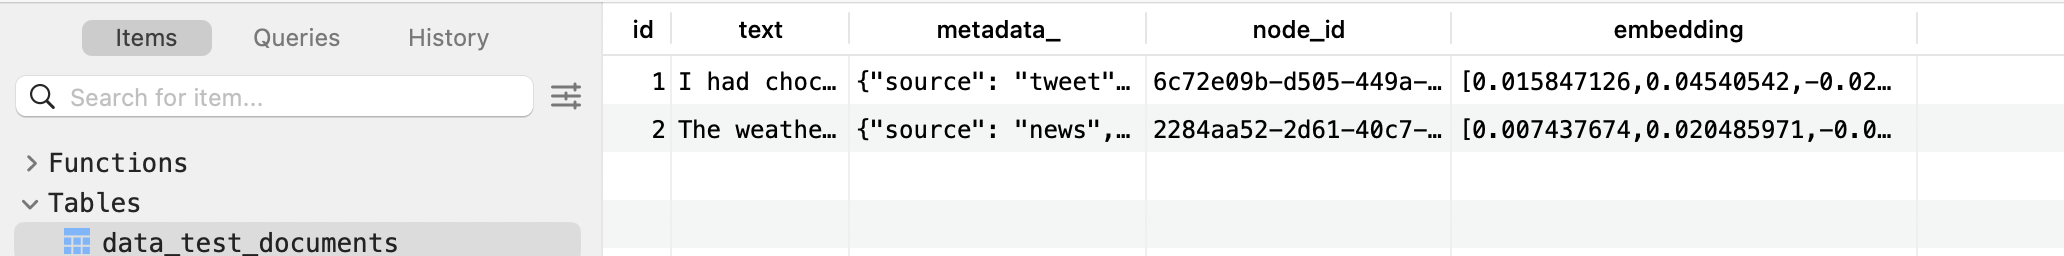 Items Queries History
Search for item...
Functions
Tables
data_test_documents
id text metadata_ node_id embedding
1 I had choc… {"source": "tweet"… 6c72e09b-d505-449a-… [0.015847126,0.04540542,-0.02…
2 The weathe… {"source": "news",… 2284aa52-2d61-40c7-… [0.007437674,0.020485971,-0.0…